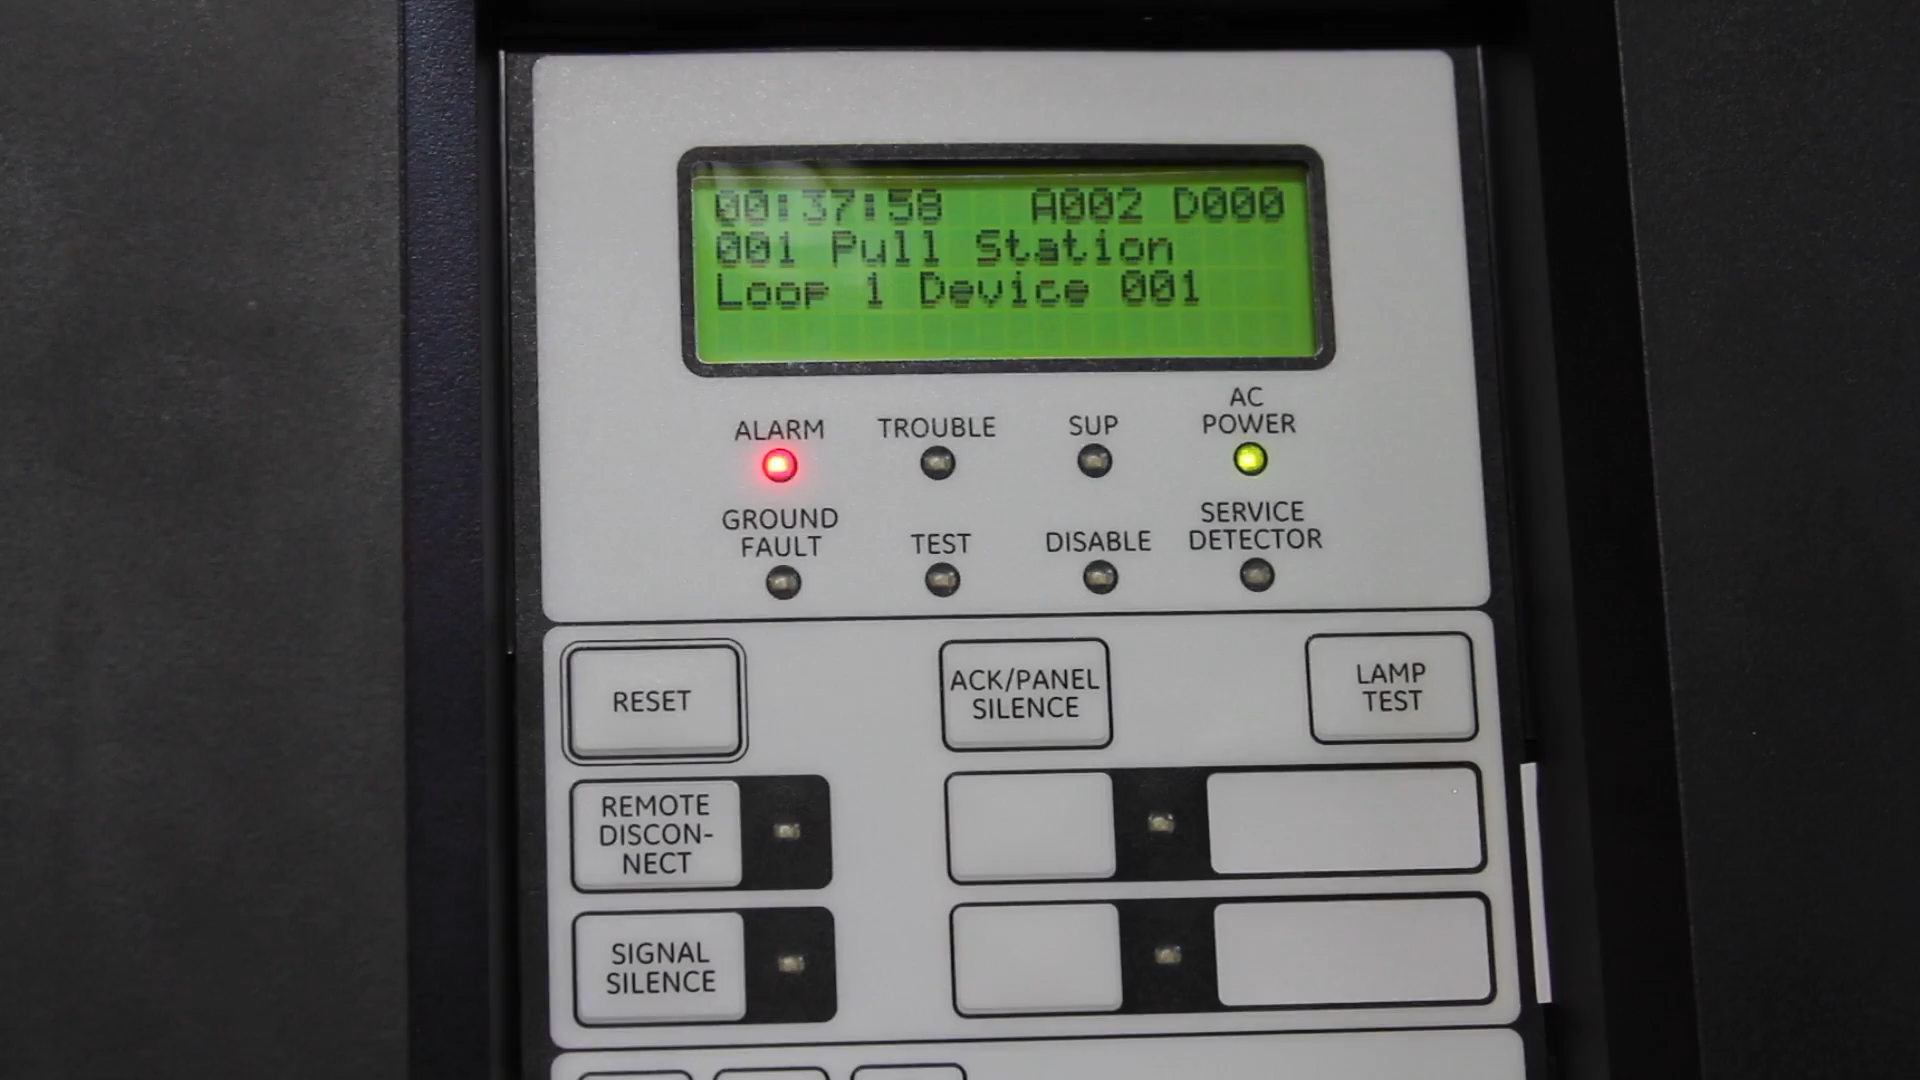 00:37:58 A002 D000
001 Pull Station
Loop 1 Device 001
ALARM
TROUBLE
SUP
AC
POWER
GROUND
FAULT
TEST
DISABLE
SERVICE
DETECTOR
RESET
ACK/PANEL
SILENCE
LAMP
TEST
REMOTE
DISCON-
NECT
SIGNAL
SILENCE